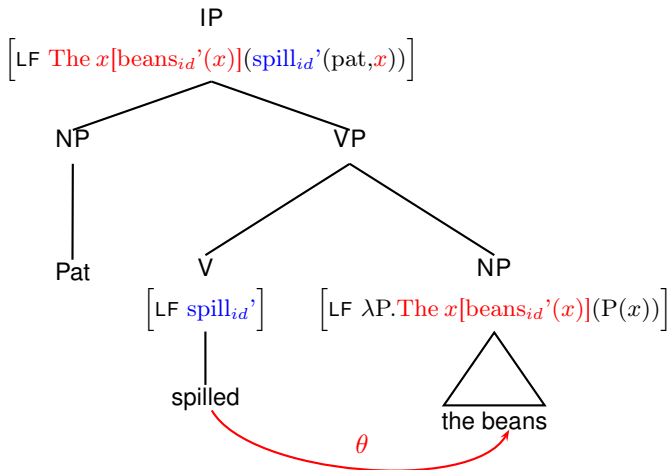 IP
[LF The x[beans_id’(x)](spill_id’(pat,x))]
NP VP
Pat V NP
[LF spill_id’] [LF λP.The x[beans_id’(x)](P(x))]
spilled the beans
θ